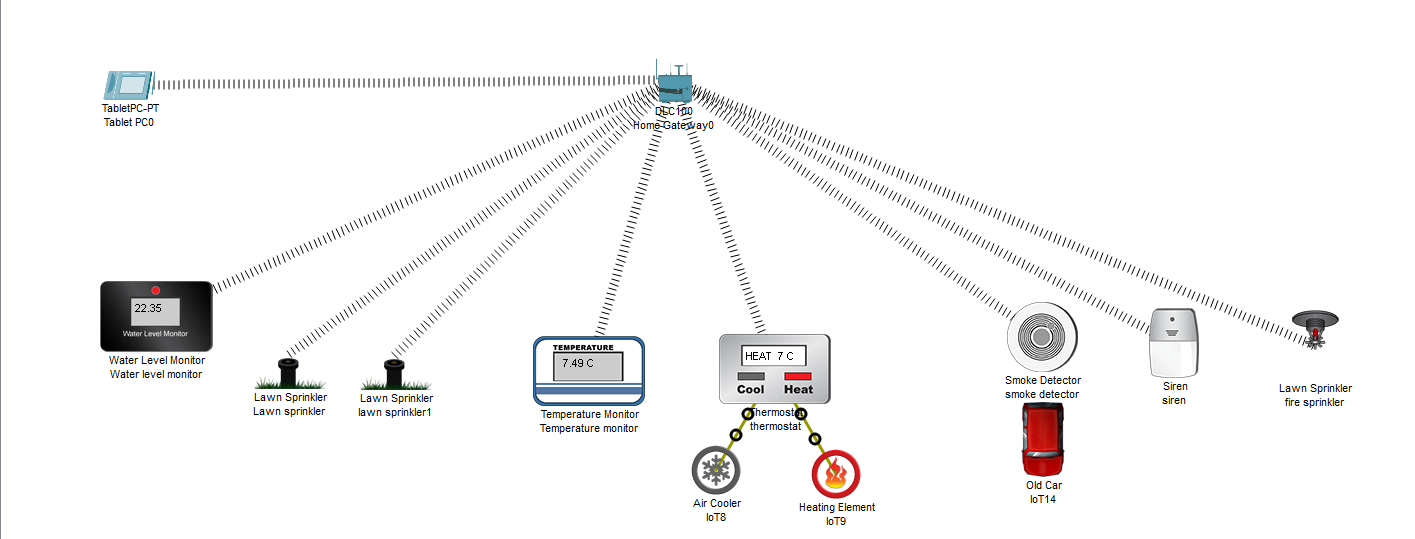 TabletPC-PT
Tablet PC0
DLC100
Home Gateway0
22.35
Water Level Monitor
Water Level Monitor
Water level monitor
Lawn Sprinkler
Lawn sprinkler
Lawn Sprinkler
lawn sprinkler1
TEMPERATURE
7.49 C
Temperature Monitor
Temperature monitor
HEAT 7 C
Cool Heat
Thermostat
thermostat
Air Cooler
IoT8
Heating Element
IoT9
Smoke Detector
smoke detector
Old Car
IoT14
Siren
siren
Lawn Sprinkler
fire sprinkler